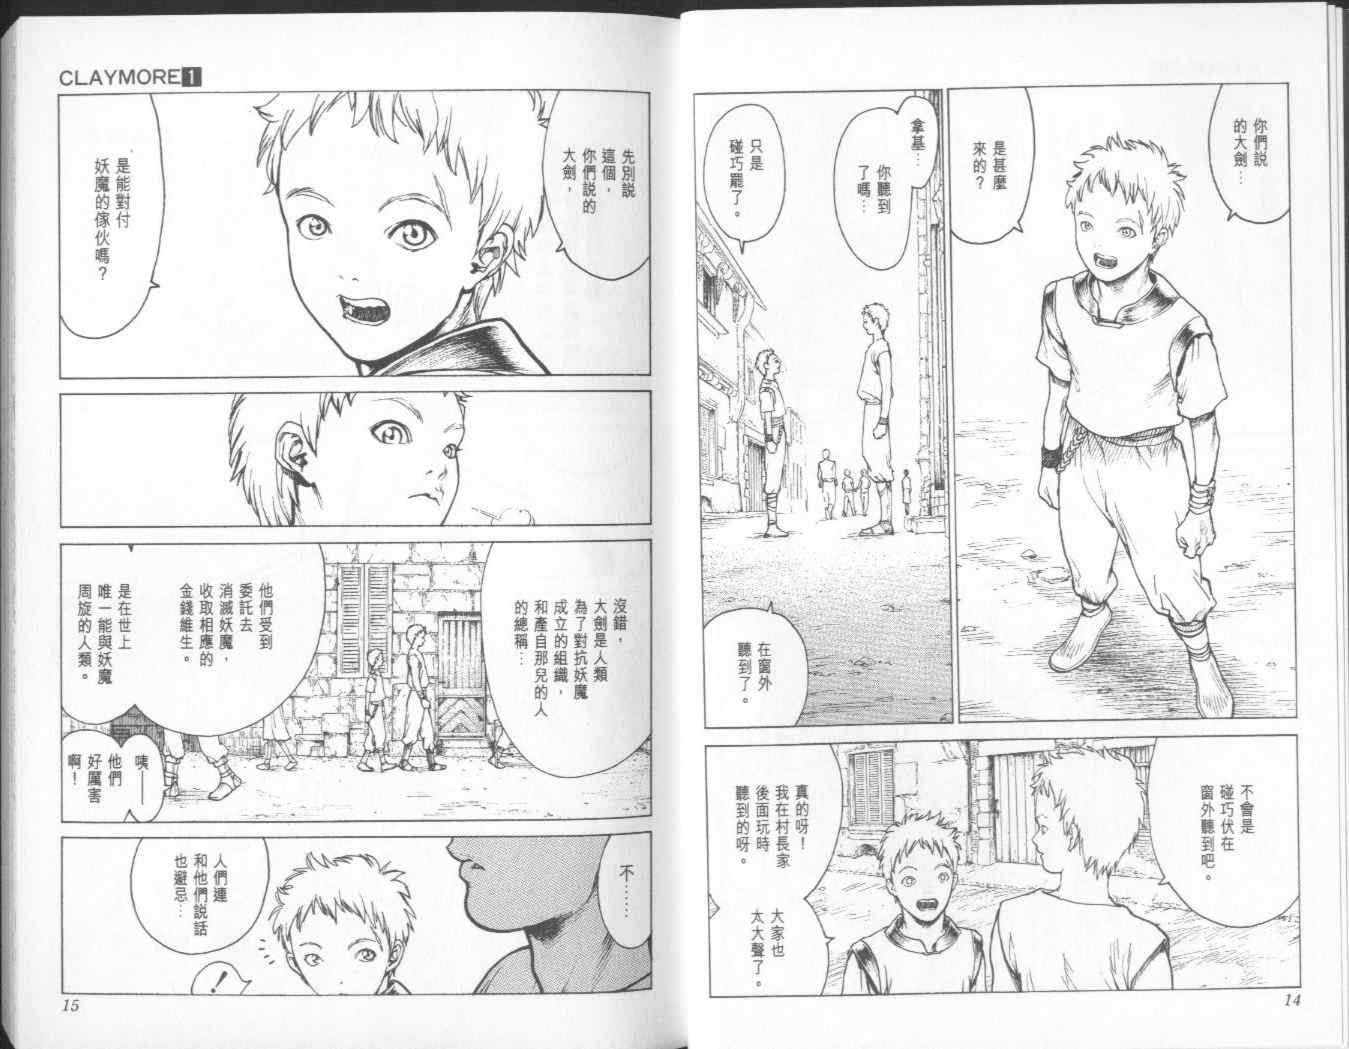 你們說
的大劍…
是甚麼
來的?
拿基…
你聽到
了嗎…
只是
碰巧罷了。
在窗外
聽到了。
不會是
碰巧伏在
窗外聽到吧。
真的呀!
我在村長家
後面玩時
聽到的呀。
大家也
太大聲了。
14
CLAYMORE 1
先別說
這個,
你們說的
大劍,
是能對付
妖魔的傢伙嗎?
沒錯,
大劍是人類
為了對抗妖魔
成立的組織,
和產自那兒的人
的總稱…
他們受到
委託去
消滅妖魔,
收取相應的
金錢維生。
是在世上
唯一能與妖魔
周旋的人類。
咦——
他們
好厲害
啊!
不……
人們連
和他們說話
也避忌…
!
15